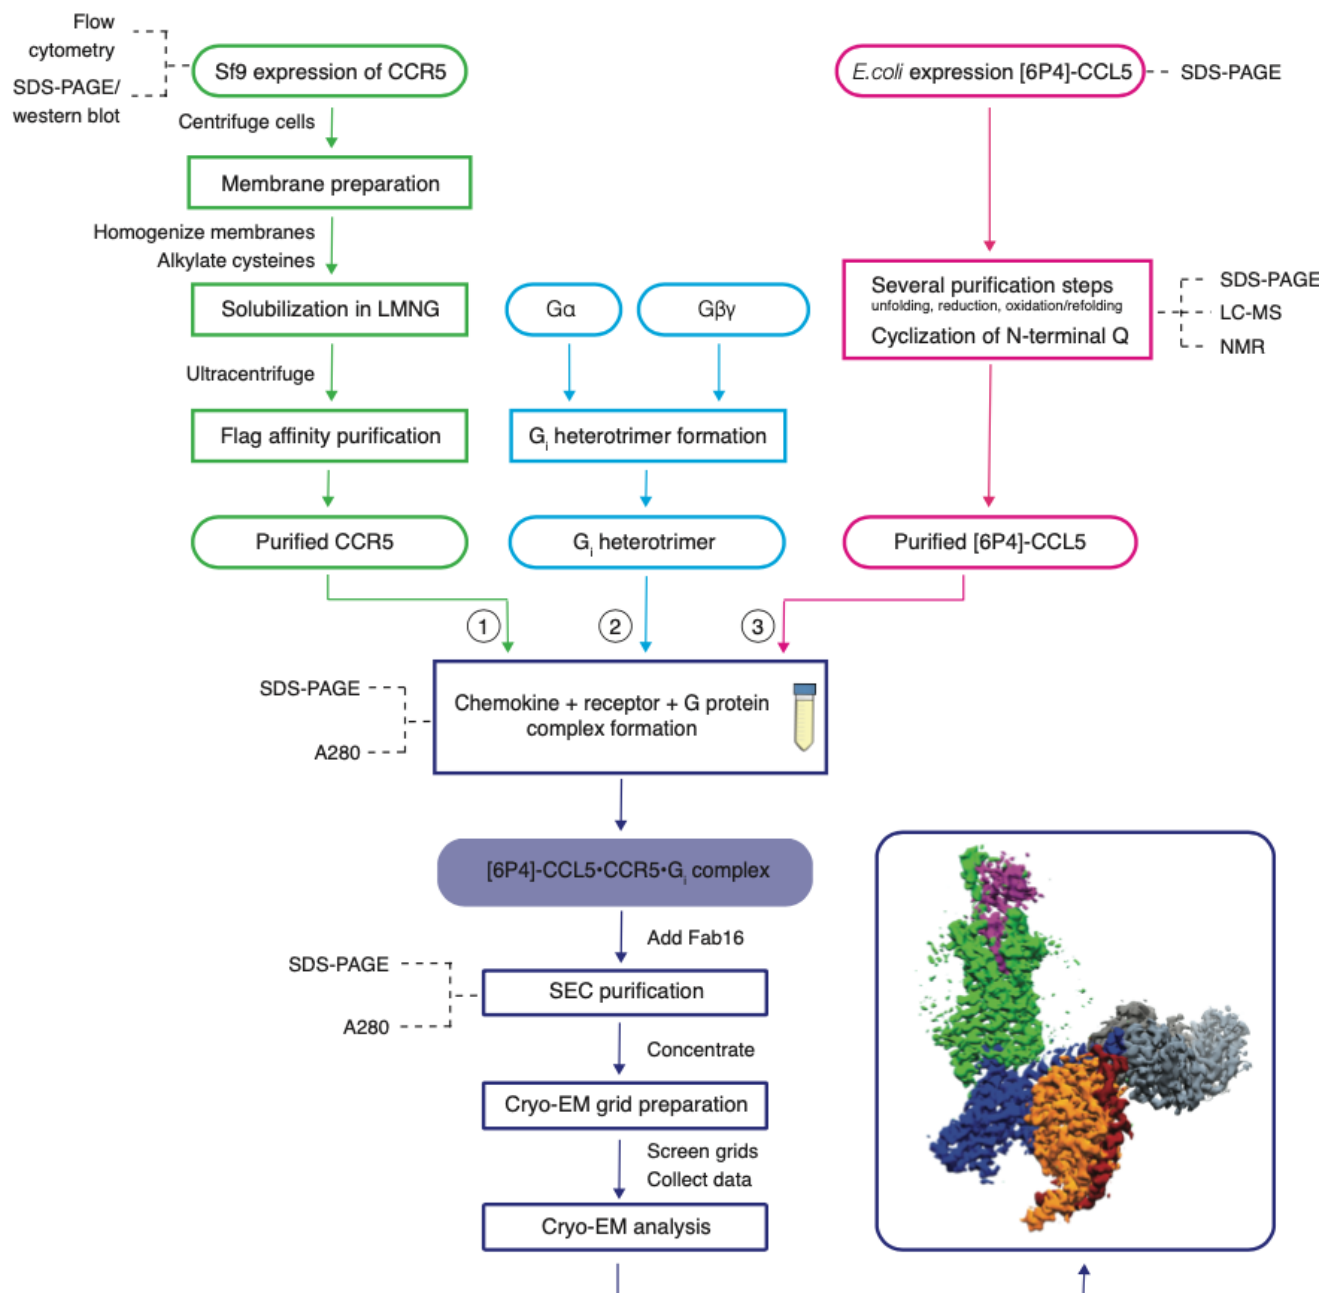 Flow
cytometry
SDS-PAGE/
western blot
Sf9 expression of CCR5
Centrifuge cells
Membrane preparation
Homogenize membranes
Alkylate cysteines
Solubilization in LMNG
Ultracentrifuge
Flag affinity purification
Purified CCR5
Gα
Gβγ
Gi heterotrimer formation
Gi heterotrimer
E.coli expression [6P4]-CCL5
SDS-PAGE
Several purification steps
unfolding, reduction, oxidation/refolding
Cyclization of N-terminal Q
SDS-PAGE
LC-MS
NMR
Purified [6P4]-CCL5
1
2
3
SDS-PAGE
A280
Chemokine + receptor + G protein
complex formation
[6P4]-CCL5•CCR5•Gi complex
Add Fab16
SDS-PAGE
A280
SEC purification
Concentrate
Cryo-EM grid preparation
Screen grids
Collect data
Cryo-EM analysis